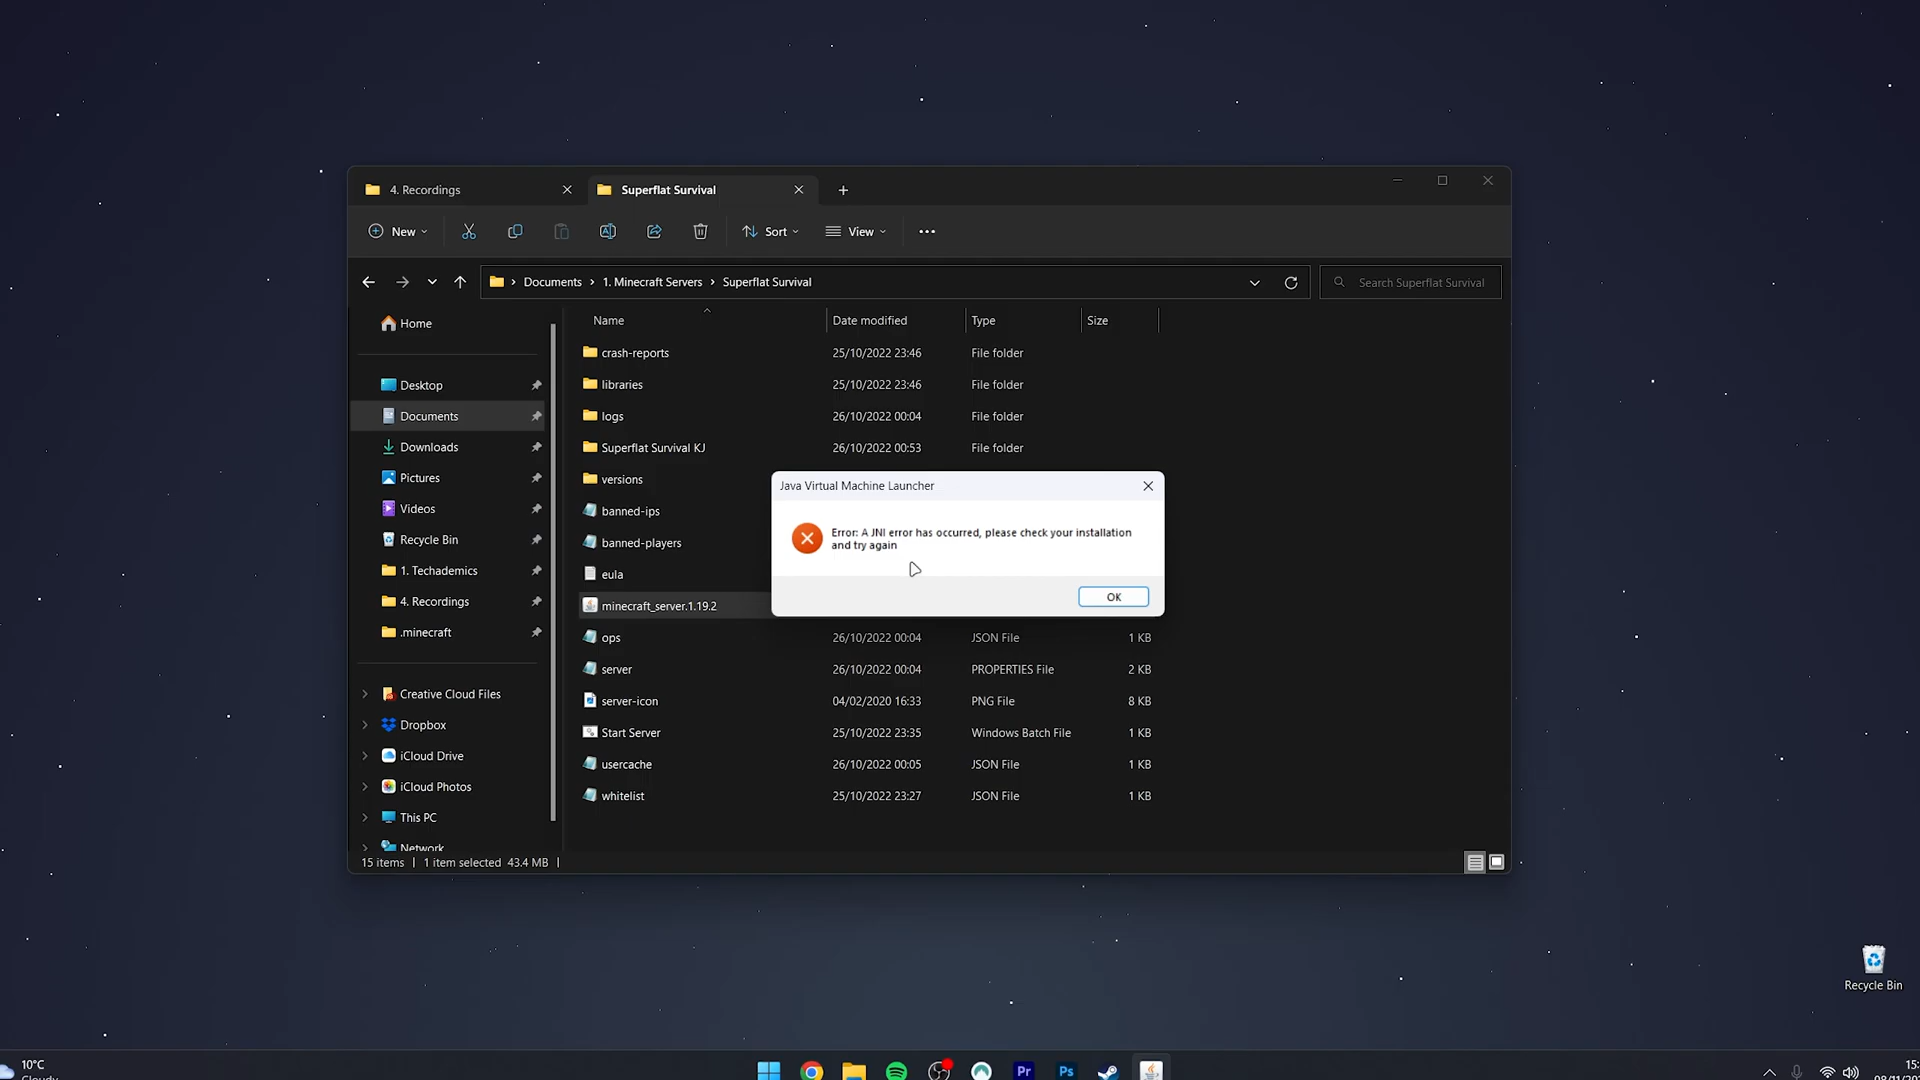 4. Recordings
Superflat Survival
New
Sort
View
Documents
1. Minecraft Servers
Superflat Survival
Search Superflat Survival
Home
Desktop
Documents
Downloads
Pictures
Videos
Recycle Bin
1. Techademics
4. Recordings
.minecraft
Creative Cloud Files
Dropbox
iCloud Drive
iCloud Photos
This PC
Network
Name Date modified Type Size
crash-reports 25/10/2022 23:46 File folder
libraries 25/10/2022 23:46 File folder
logs 26/10/2022 00:04 File folder
Superflat Survival KJ 26/10/2022 00:53 File folder
versions
banned-ips
banned-players
eula
minecraft_server.1.19.2
ops 26/10/2022 00:04 JSON File 1 KB
server 26/10/2022 00:04 PROPERTIES File 2 KB
server-icon 04/02/2020 16:33 PNG File 8 KB
Start Server 25/10/2022 23:35 Windows Batch File 1 KB
usercache 26/10/2022 00:05 JSON File 1 KB
whitelist 25/10/2022 23:27 JSON File 1 KB
Java Virtual Machine Launcher
Error: A JNI error has occurred, please check your installation
and try again
OK
15 items
1 item selected 43.4 MB
Recycle Bin
10°C
Cloudy
Pr
Ps
15:
08/11/20